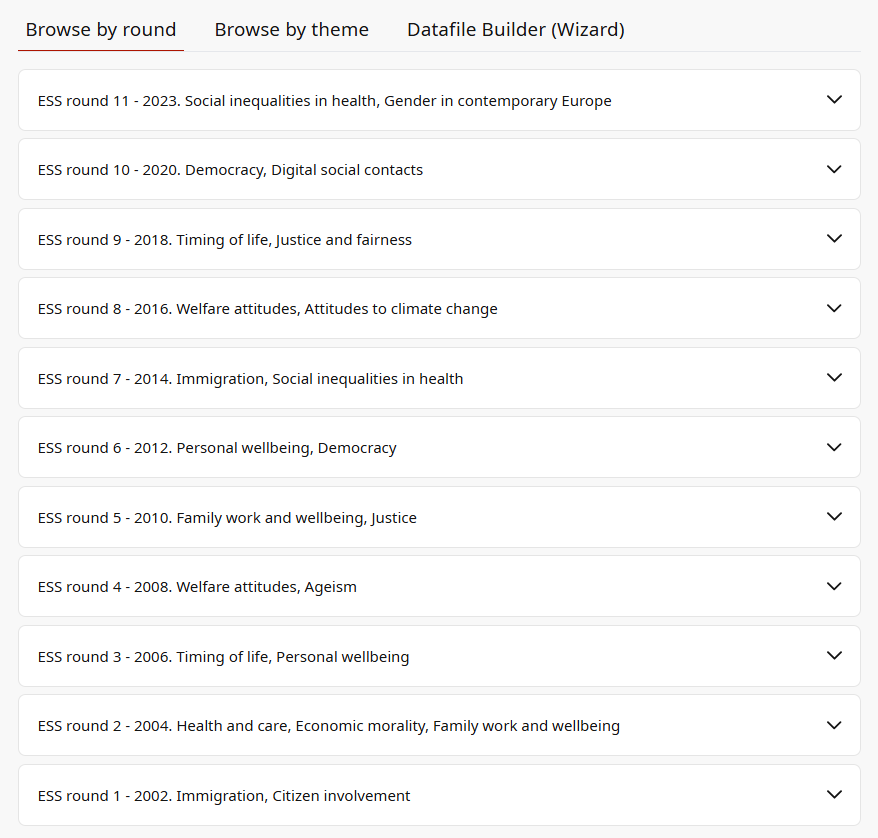 Browse by round Browse by theme Datafile Builder (Wizard)
ESS round 11 - 2023. Social inequalities in health, Gender in contemporary Europe
ESS round 10 - 2020. Democracy, Digital social contacts
ESS round 9 - 2018. Timing of life, Justice and fairness
ESS round 8 - 2016. Welfare attitudes, Attitudes to climate change
ESS round 7 - 2014. Immigration, Social inequalities in health
ESS round 6 - 2012. Personal wellbeing, Democracy
ESS round 5 - 2010. Family work and wellbeing, Justice
ESS round 4 - 2008. Welfare attitudes, Ageism
ESS round 3 - 2006. Timing of life, Personal wellbeing
ESS round 2 - 2004. Health and care, Economic morality, Family work and wellbeing
ESS round 1 - 2002. Immigration, Citizen involvement